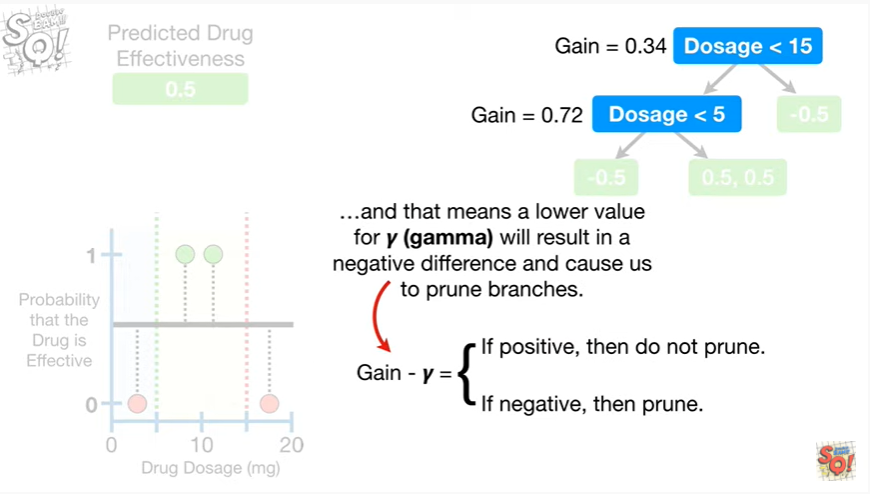 Predicted Drug
Effectiveness
0.5
Gain = 0.34 Dosage < 15
Gain = 0.72 Dosage < 5 -0.5
-0.5 0.5, 0.5
…and that means a lower value
for γ (gamma) will result in a
negative difference and cause us
to prune branches.
Gain - γ =
{
If positive, then do not prune.
If negative, then prune.
1
Probability
that the
Drug is
Effective
0
0 10 20
Drug Dosage (mg)
SQ!